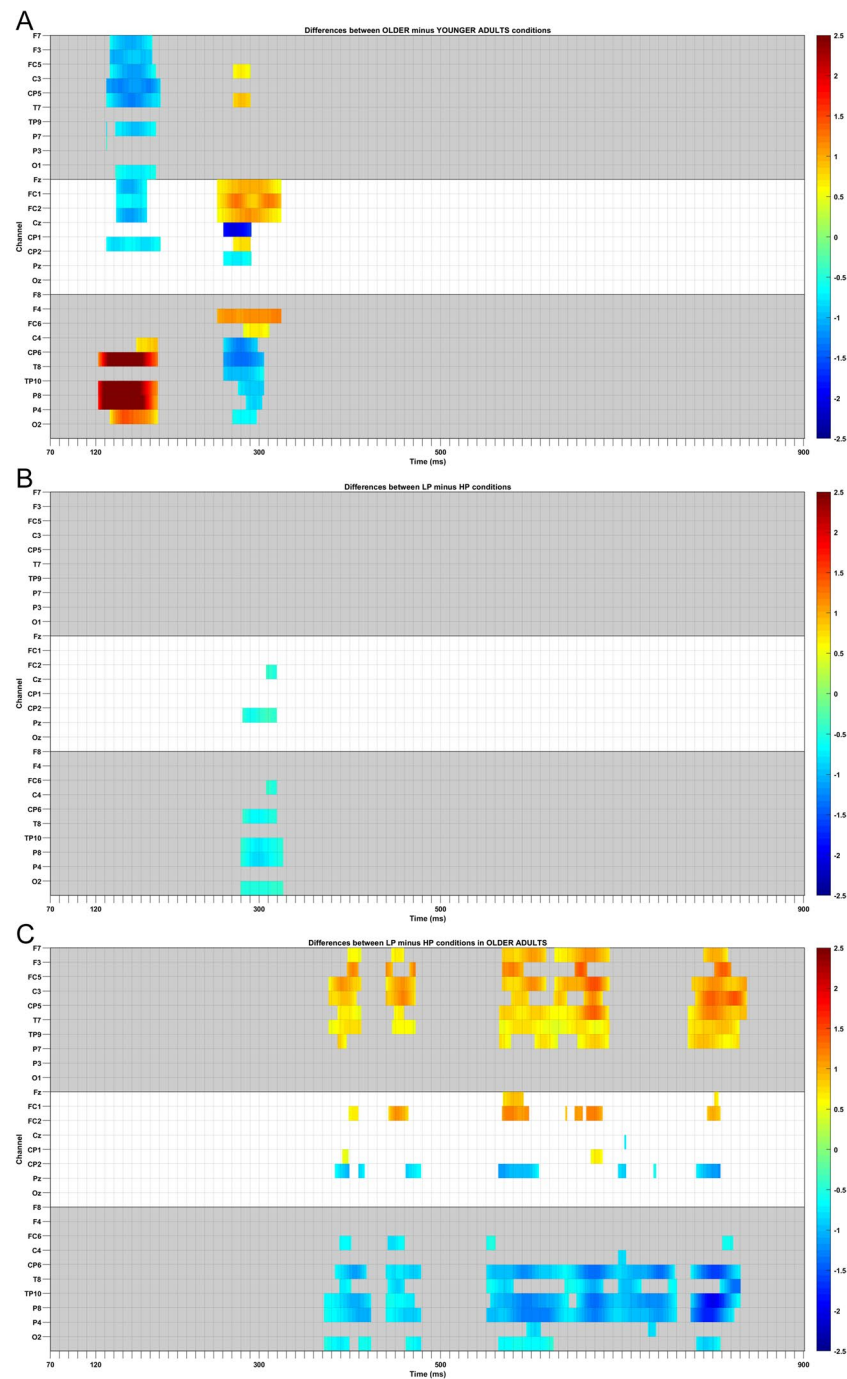 A
Differences between OLDER minus YOUNGER ADULTS conditions
F7
F3
FC5
C3
CP5
T7
TP9
P7
P3
O1
Fz
FC1
FC2
Cz
CP1
CP2
Pz
Oz
F8
F4
FC6
C4
CP6
T8
TP10
P8
P4
O2
Channel
70 120 300 500 900
Time (ms)
2.5
2
1.5
1
0.5
0
-0.5
-1
-1.5
-2
-2.5
B
Differences between LP minus HP conditions
F7
F3
FC5
C3
CP5
T7
TP9
P7
P3
O1
Fz
FC1
FC2
Cz
CP1
CP2
Pz
Oz
F8
F4
FC6
C4
CP6
T8
TP10
P8
P4
O2
Channel
70 120 300 500 900
Time (ms)
2.5
2
1.5
1
0.5
0
-0.5
-1
-1.5
-2
-2.5
C
Differences between LP minus HP conditions in OLDER ADULTS
F7
F3
FC5
C3
CP5
T7
TP9
P7
P3
O1
Fz
FC1
FC2
Cz
CP1
CP2
Pz
Oz
F8
F4
FC6
C4
CP6
T8
TP10
P8
P4
O2
Channel
70 120 300 500 900
Time (ms)
2.5
2
1.5
1
0.5
0
-0.5
-1
-1.5
-2
-2.5